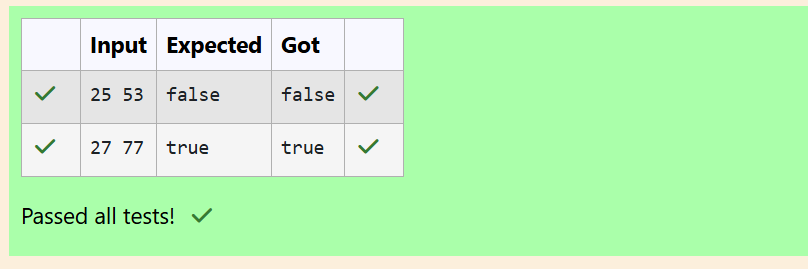 Input Expected Got
25 53 false false
27 77 true true
Passed all tests!